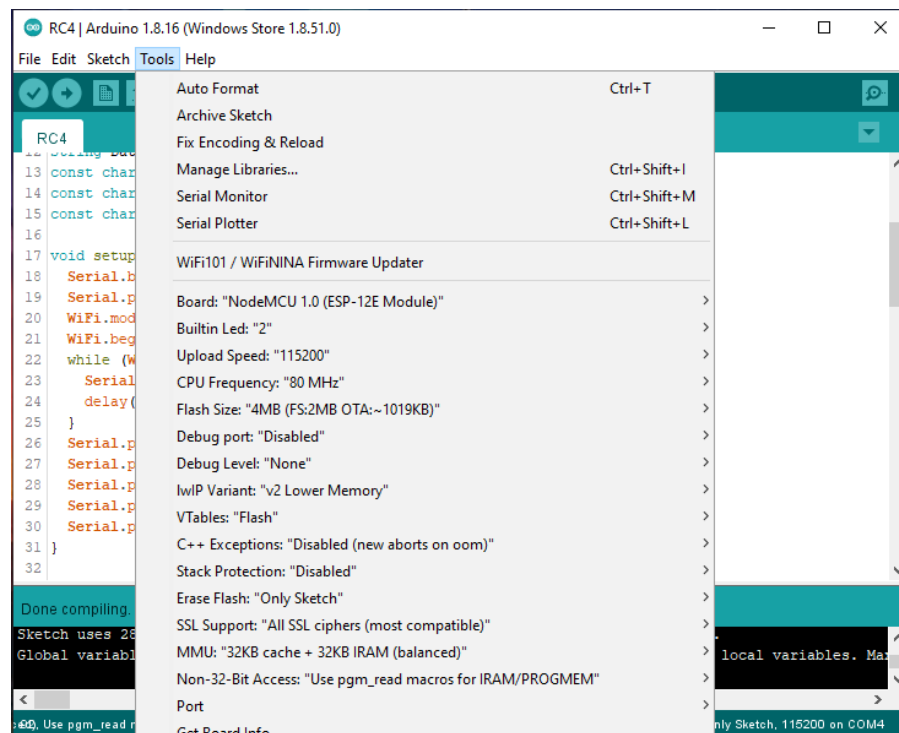 RC4 | Arduino 1.8.16 (Windows Store 1.8.51.0)
File Edit Sketch Tools Help
RC4
Auto Format Ctrl+T
Archive Sketch
Fix Encoding & Reload
Manage Libraries... Ctrl+Shift+I
Serial Monitor Ctrl+Shift+M
Serial Plotter Ctrl+Shift+L
WiFi101 / WiFiNINA Firmware Updater
Board: "NodeMCU 1.0 (ESP-12E Module)"
Builtin Led: "2"
Upload Speed: "115200"
CPU Frequency: "80 MHz"
Flash Size: "4MB (FS:2MB OTA:~1019KB)"
Debug port: "Disabled"
Debug Level: "None"
lwIP Variant: "v2 Lower Memory"
VTables: "Flash"
C++ Exceptions: "Disabled (new aborts on oom)"
Stack Protection: "Disabled"
Erase Flash: "Only Sketch"
SSL Support: "All SSL ciphers (most compatible)"
MMU: "32KB cache + 32KB IRAM (balanced)"
Non-32-Bit Access: "Use pgm_read macros for IRAM/PROGMEM"
Port
Get Board Info
13 const char
14 const char
15 const char
16
17 void setup
18 Serial.b
19 Serial.p
20 WiFi.mod
21 WiFi.beg
22 while (W
23 Serial
24 delay(
25 }
26 Serial.p
27 Serial.p
28 Serial.p
29 Serial.p
30 Serial.p
31 }
32
Done compiling.
Sketch uses 28
Global variabl local variables. Max
Use pgm_read nly Sketch, 115200 on COM4